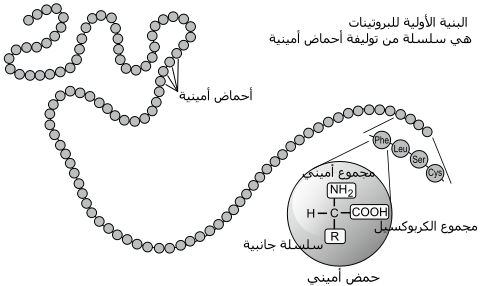 البنية الأولية للبروتينات
هي سلسلة من توليفة أحماض أمينية
أحماض أمينية
Phe
Leu
Ser
Cys
مجموع أميني
NH2
H C COOH
R
مجموع الكربوكسيل
سلسلة جانبية
حمض أميني